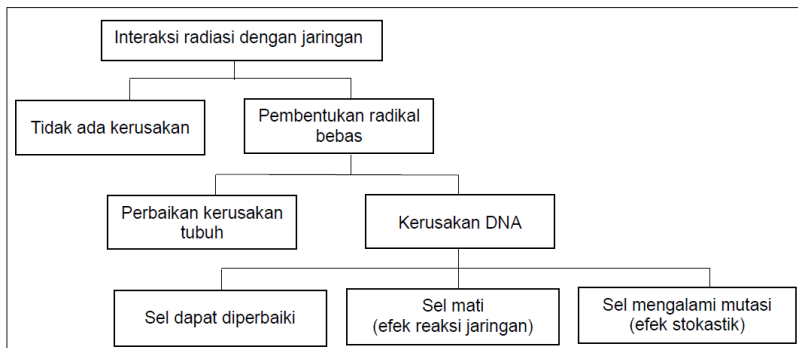 Interaksi radiasi dengan jaringan
Tidak ada kerusakan
Pembentukan radikal
bebas
Perbaikan kerusakan
tubuh
Kerusakan DNA
Sel dapat diperbaiki
Sel mati
(efek reaksi jaringan)
Sel mengalami mutasi
(efek stokastik)